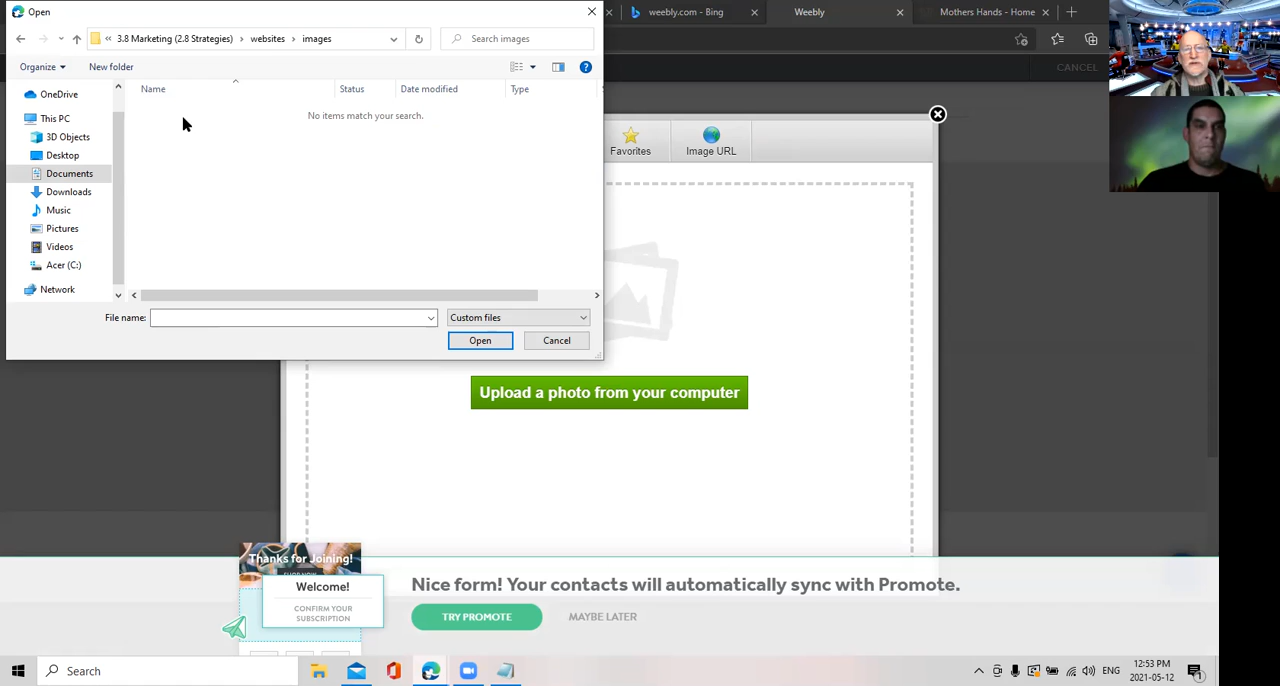 Open
weebly.com - Bing
Weebly
Mothers Hands - Home
« 3.8 Marketing (2.8 Strategies) › websites › images
Search images
Organize
New folder
CANCEL
OneDrive
This PC
3D Objects
Desktop
Documents
Downloads
Music
Pictures
Videos
Acer (C:)
Network
Name
Status
Date modified
Type
No items match your search.
Favorites
Image URL
File name:
Custom files
Open
Cancel
Upload a photo from your computer
Thanks for Joining!
SHOP NOW
Welcome!
CONFIRM YOUR
SUBSCRIPTION
Nice form! Your contacts will automatically sync with Promote.
TRY PROMOTE
MAYBE LATER
Search
ENG
12:53 PM
2021-05-12
1